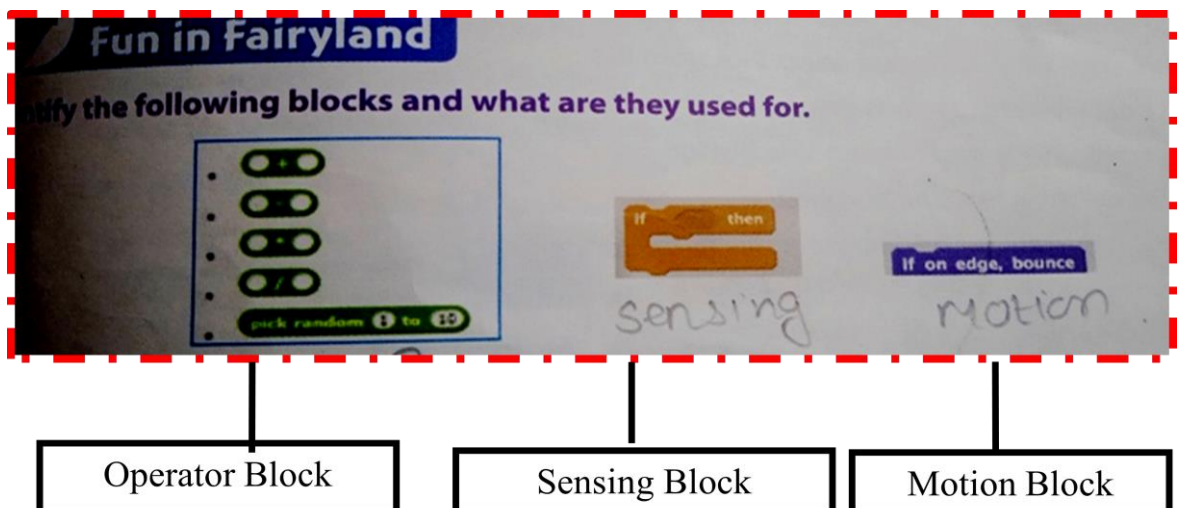 Fun in Fairyland
the following blocks and what are they used for.
+
-
*
/
pick random 1 to 10
If then
If on edge, bounce
sensing
Motion
Operator Block
Sensing Block
Motion Block